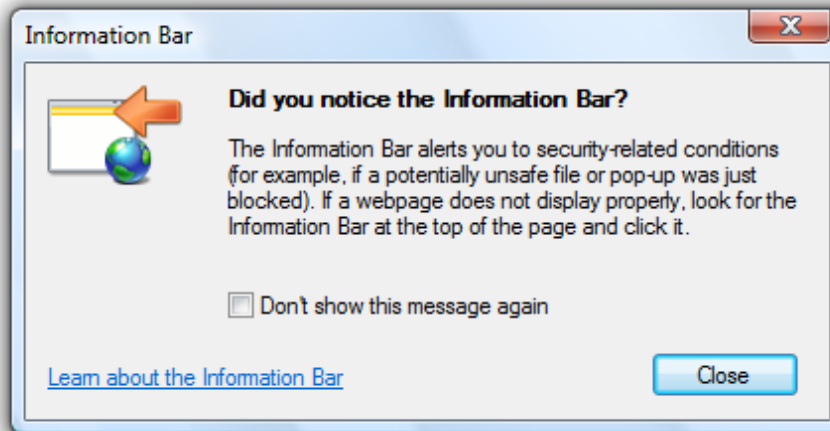 Information Bar
Did you notice the Information Bar?
The Information Bar alerts you to security-related conditions
(for example, if a potentially unsafe file or pop-up was just
blocked). If a webpage does not display properly, look for the
Information Bar at the top of the page and click it.
Don't show this message again
Learn about the Information Bar
Close